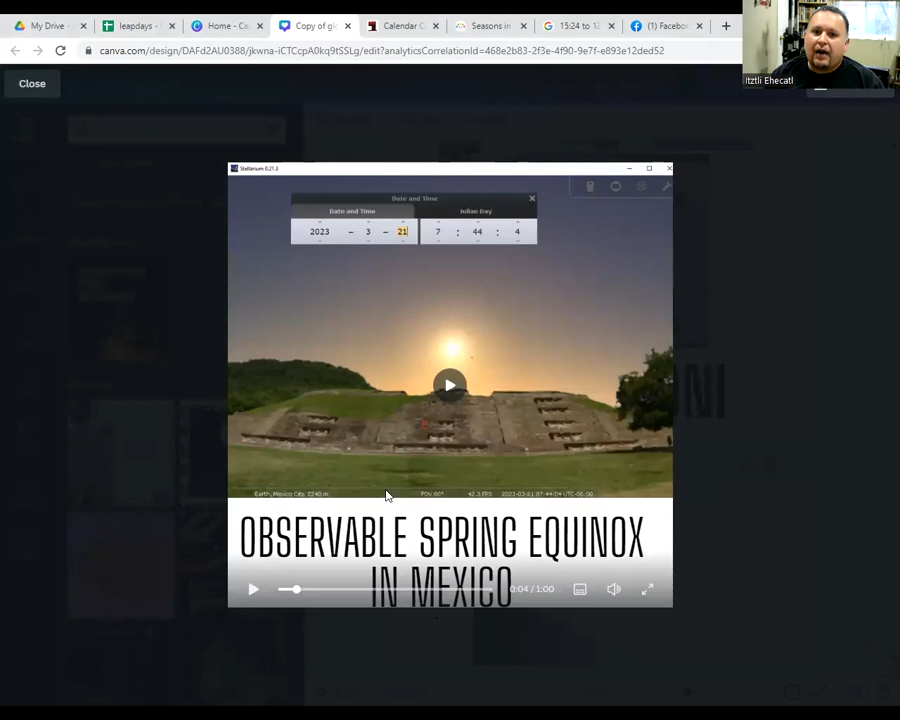 My Drive -
leapdays -
Home - Ca
Copy of gl
Calendar C
Seasons in
15:24 to 12
(1) Facebo
canva.com/design/DAFd2AU0388/jkwna-iCTCcpA0kq9tSSLg/edit?analyticsCorrelationId=468e2b83-2f3e-4f90-9e7f-e893e12ded52
Itztli Ehecatl
Close
Stellarium 0.21.3
Date and Time
Date and Time
Julian Day
2023 - 3 - 21 7 : 44 : 4
Earth, Mexico City, 2240 m FOV 60° 42.3 FPS 2023-03-21 07:44:04 UTC-06:00
OBSERVABLE SPRING EQUINOX
IN MEXICO
0:04 / 1:00